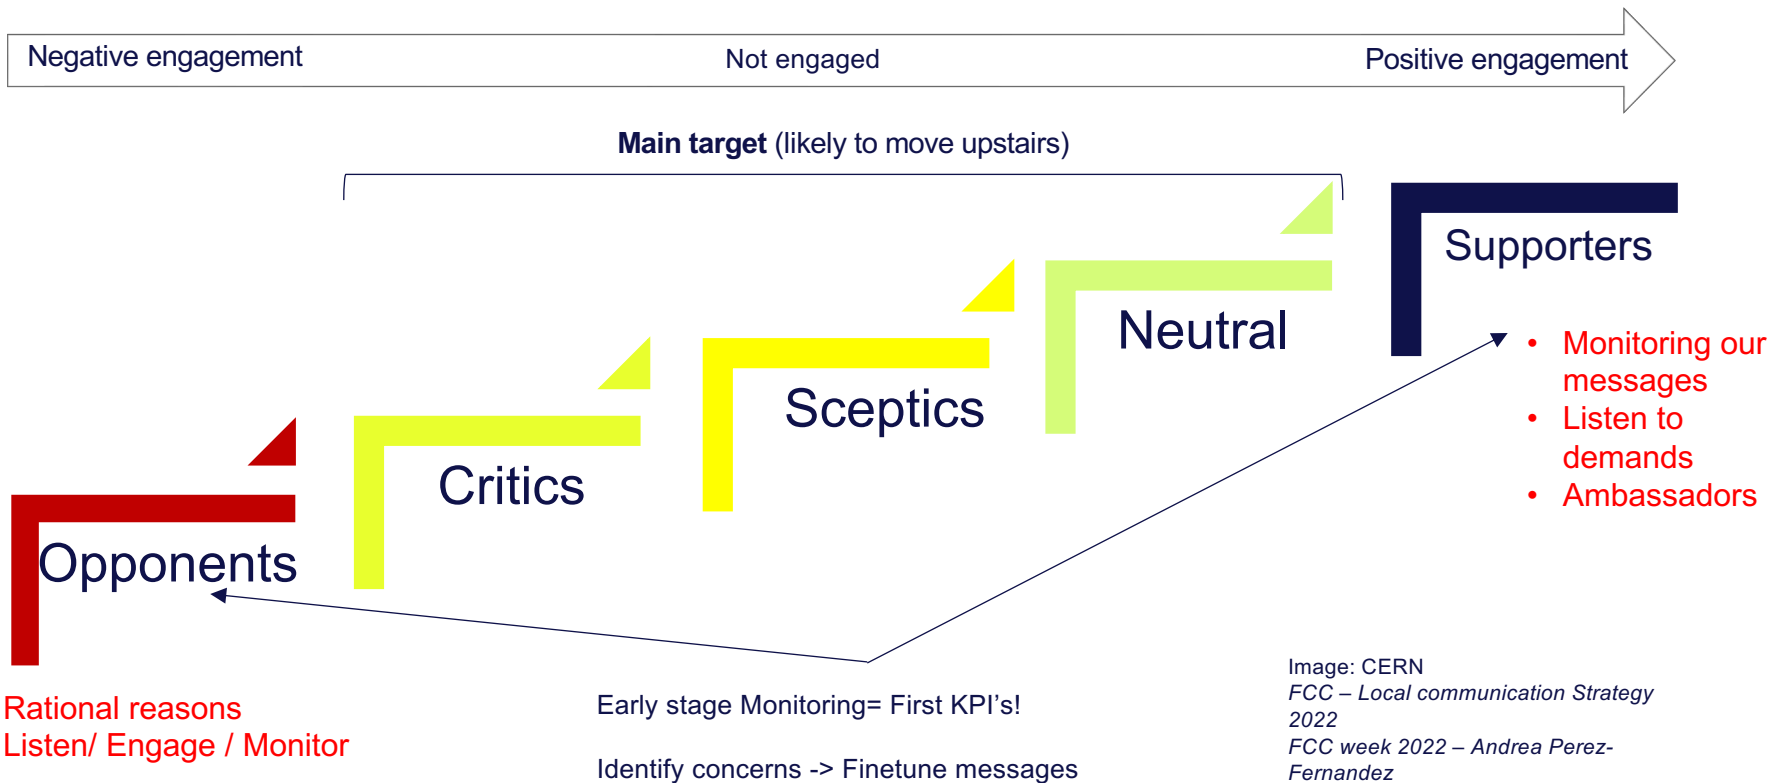 Negative engagement
Not engaged
Positive engagement
Main target (likely to move upstairs)
Supporters
Neutral
Sceptics
Critics
Opponents
• Monitoring our
messages
• Listen to
demands
• Ambassadors
Rational reasons
Listen/ Engage / Monitor
Early stage Monitoring= First KPI's!
Identify concerns -> Finetune messages
Image: CERN
FCC – Local communication Strategy
2022
FCC week 2022 – Andrea Perez-
Fernandez